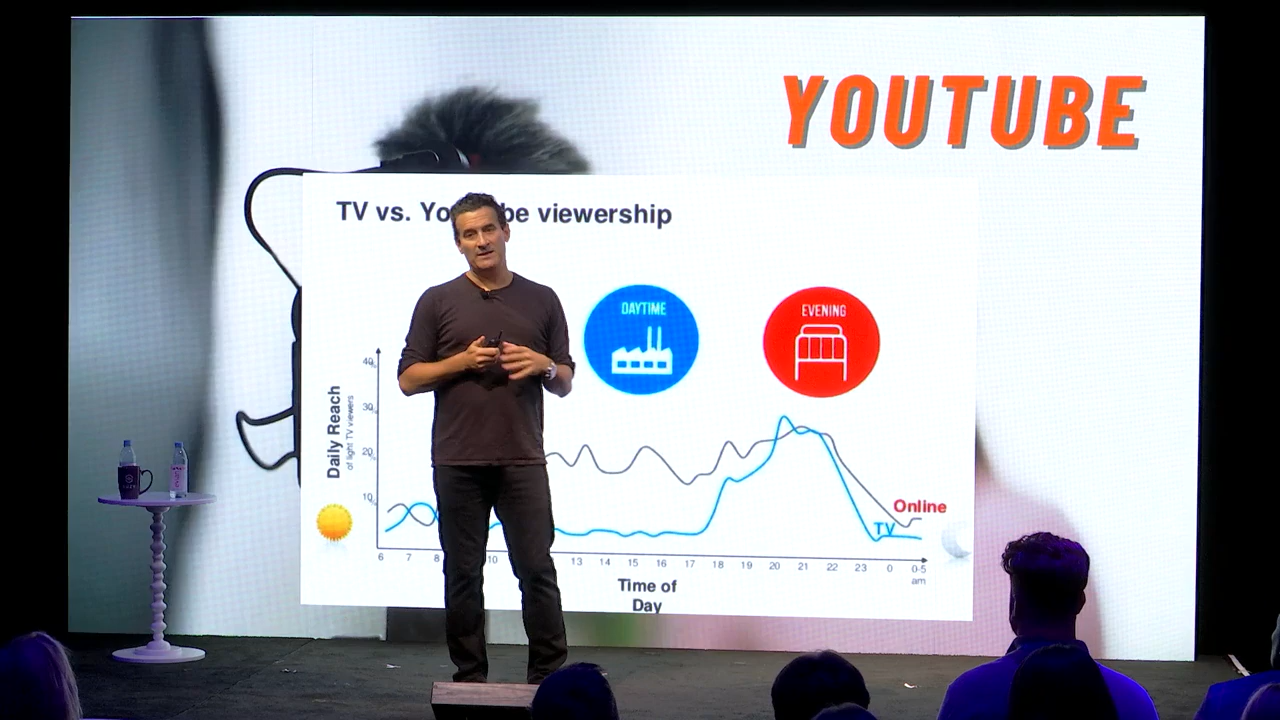 YOUTUBE
TV vs. Yo be viewership
DAYTIME
EVENING
40
30
20
10
Daily Reach
of light TV viewers
Online
TV
6 7 8 10 13 14 15 16 17 18 19 20 21 22 23 0 0-5
am
Time of
Day